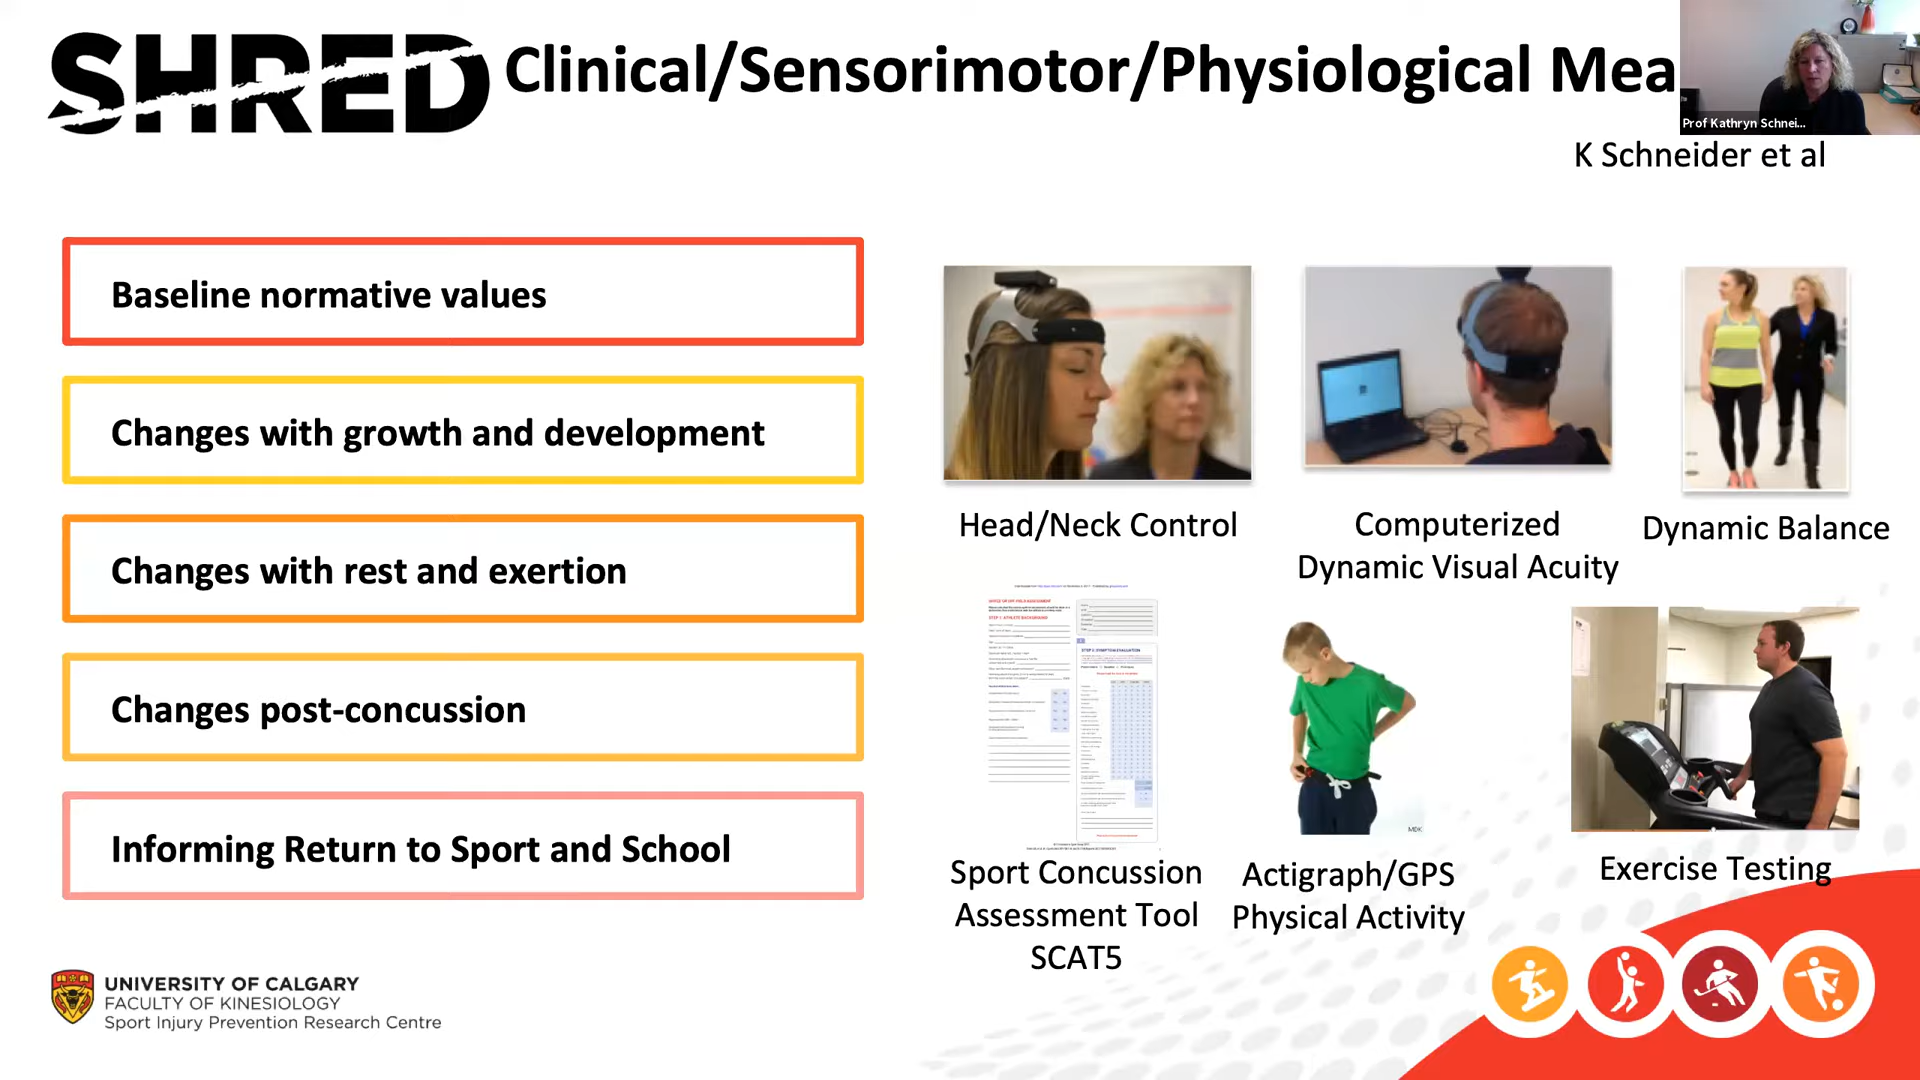 SHRED
Clinical/Sensorimotor/Physiological Mea
Prof Kathryn Schnei...
K Schneider et al
Baseline normative values
Changes with growth and development
Changes with rest and exertion
Changes post-concussion
Informing Return to Sport and School
Head/Neck Control
Computerized
Dynamic Visual Acuity
Dynamic Balance
Sport Concussion
Assessment Tool
SCAT5
Actigraph/GPS
Physical Activity
Exercise Testing
UNIVERSITY OF CALGARY
FACULTY OF KINESIOLOGY
Sport Injury Prevention Research Centre